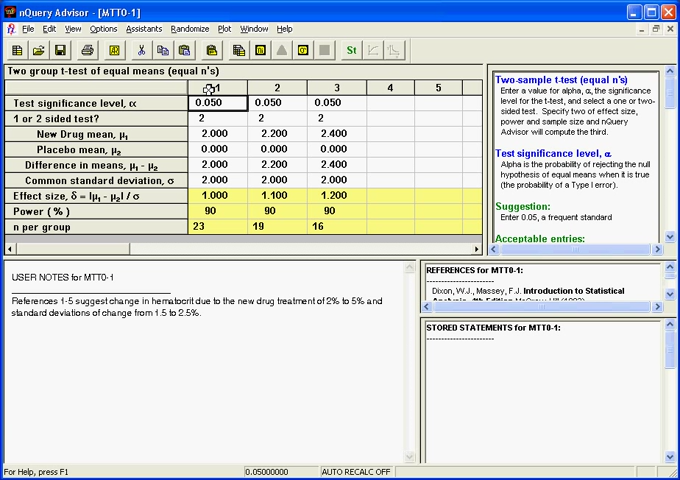 nQuery Advisor - [MTT0-1]
File Edit View Options Assistants Randomize Plot Window Help
St
Two group t-test of equal means (equal n's)
1 2 3 4 5
Test significance level, α 0.050 0.050 0.050
1 or 2 sided test? 2 2 2
New Drug mean, μ₁ 2.000 2.200 2.400
Placebo mean, μ₂ 0.000 0.000 0.000
Difference in means, μ₁ - μ₂ 2.000 2.200 2.400
Common standard deviation, σ 2.000 2.000 2.000
Effect size, δ = |μ₁ - μ₂| / σ 1.000 1.100 1.200
Power ( % ) 90 90 90
n per group 23 19 16
Two-sample t-test (equal n's)
Enter a value for alpha, α, the significance
level for the t-test, and select a one or two-
sided test. Specify two of effect size,
power and sample size and nQuery
Advisor will compute the third.
Test significance level, α
Alpha is the probability of rejecting the null
hypothesis of equal means when it is true
(the probability of a Type I error).
Suggestion:
Enter 0.05, a frequent standard
Acceptable entries:
USER NOTES for MTT0-1
References 1-5 suggest change in hematocrit due to the new drug treatment of 2% to 5% and
standard deviations of change from 1.5 to 2.5%.
REFERENCES for MTT0-1:
-----------------------
Dixon, W.J., Massey, F.J. Introduction to Statistical
Analysis. 4th Edition McGraw-Hill (1983)
STORED STATEMENTS for MTT0-1:
-----------------------
For Help, press F1 0.05000000 AUTO RECALC OFF